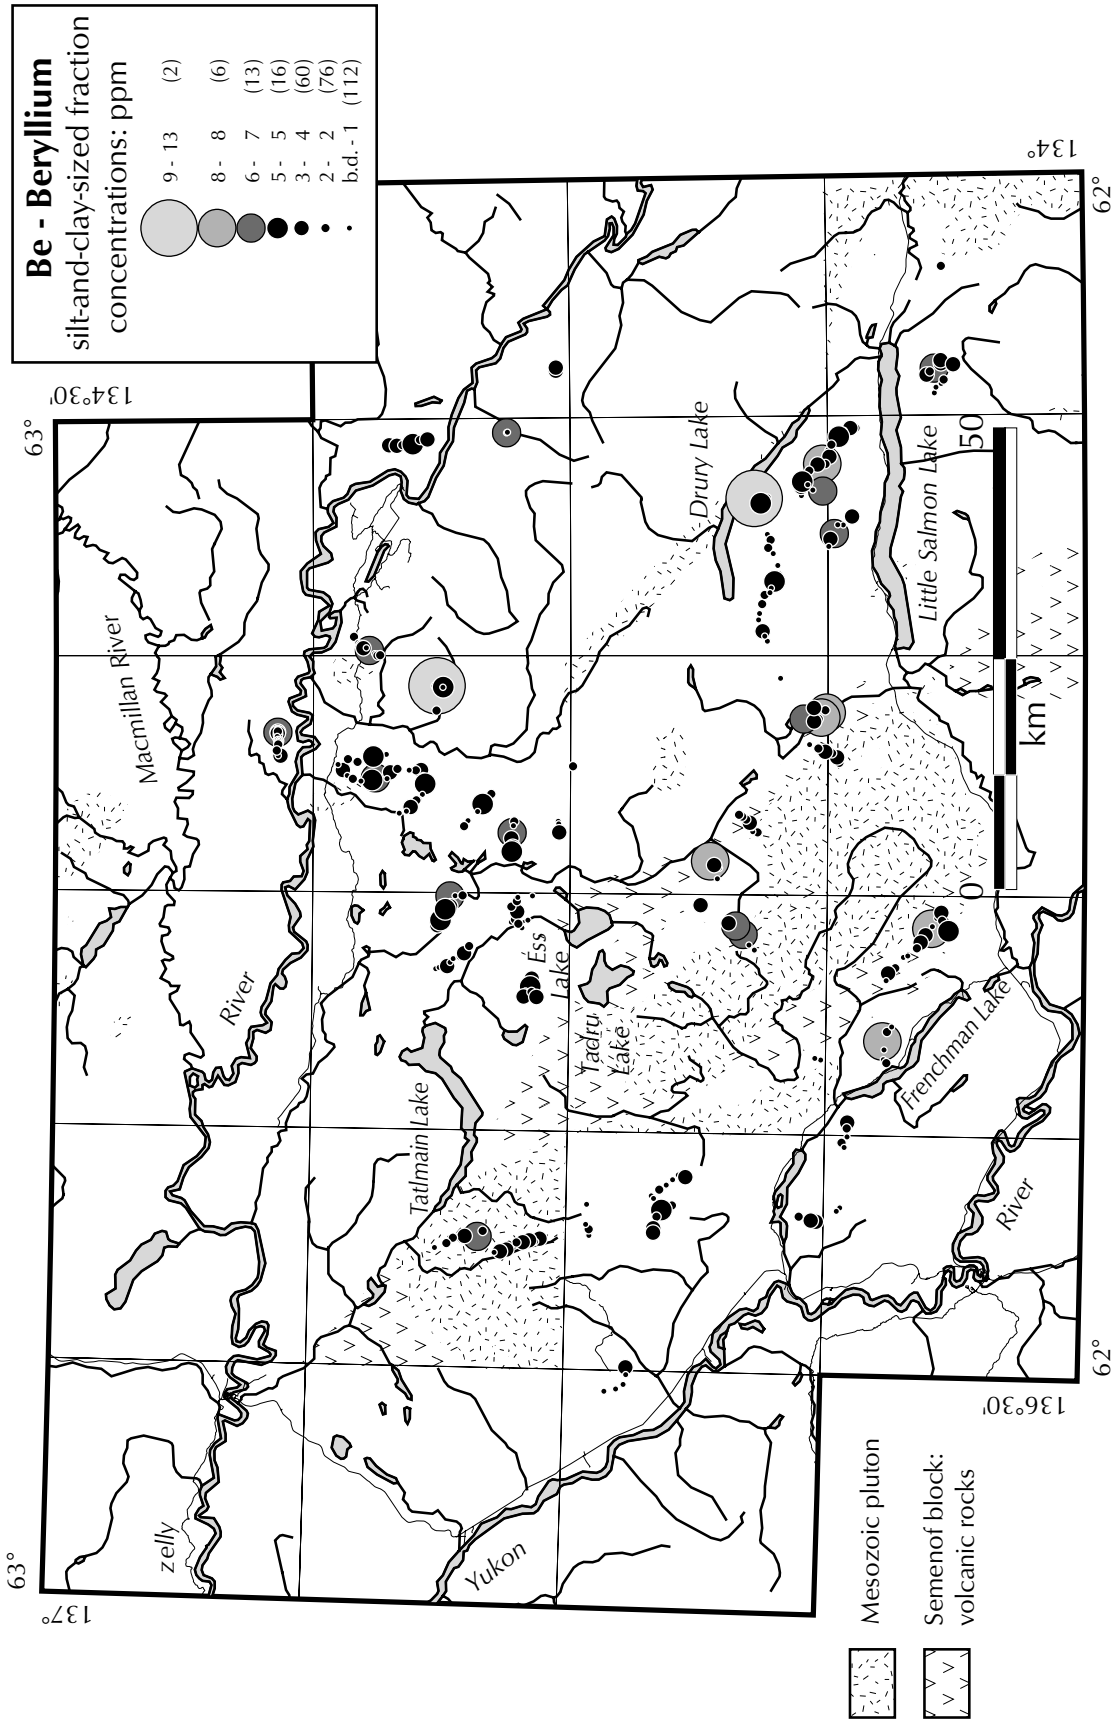 Be - Beryllium
silt-and-clay-sized fraction
concentrations: ppm
9 - 13 (2)
8 - 8 (6)
6 - 7 (13)
5 - 5 (16)
3 - 4 (60)
2 - 2 (76)
b.d. - 1 (112)
63°
137°
63°
134°30'
134°
62°
62°
136°30'
Macmillan River
River
zelly
Yukon
Tatlmain Lake
Ess
Lake
Tadru
Lake
Drury Lake
Little Salmon Lake
Frenchman Lake
River
0
50
km
Mesozoic pluton
Semenof block:
volcanic rocks